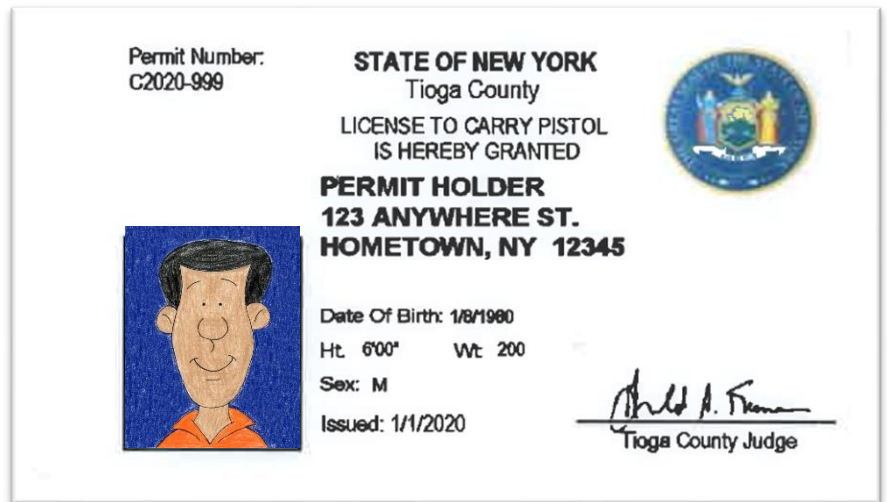 Permit Number:
C2020-999
STATE OF NEW YORK
Tioga County
LICENSE TO CARRY PISTOL
IS HEREBY GRANTED
PERMIT HOLDER
123 ANYWHERE ST.
HOMETOWN, NY 12345
Date Of Birth: 1/8/1980
Ht. 6'00" Wt: 200
Sex: M
Issued: 1/1/2020
Tioga County Judge